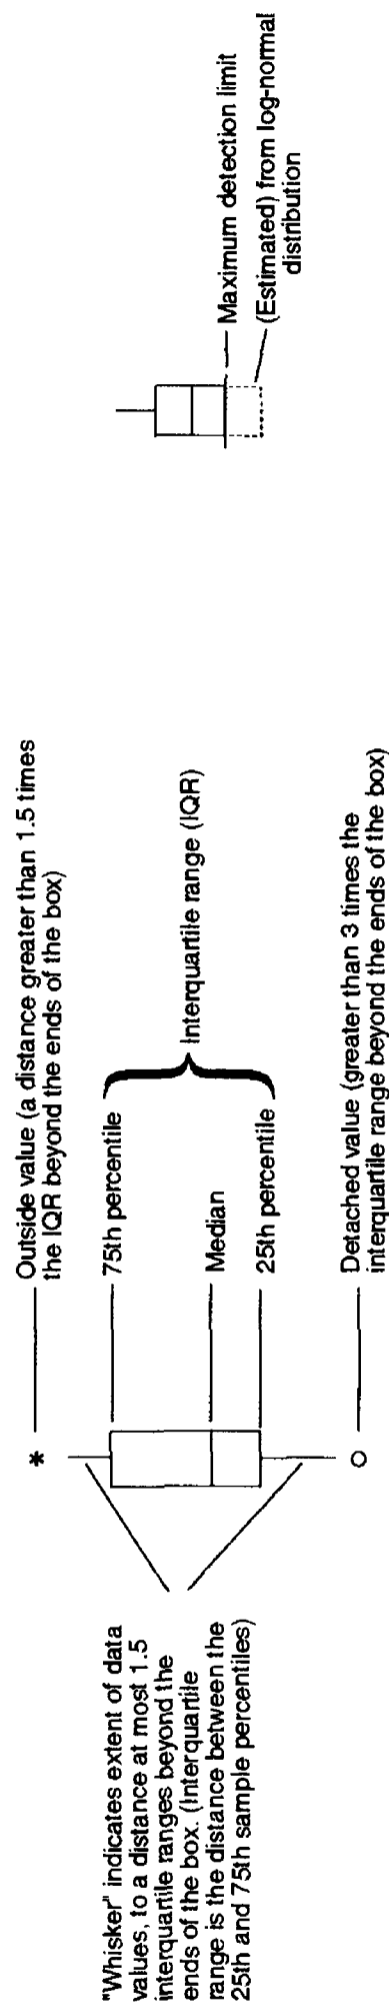 "Whisker" indicates extent of data
values, to a distance at most 1.5
interquartile ranges beyond the
ends of the box. (Interquartile
range is the distance between the
25th and 75th sample percentiles)
*
Outside value (a distance greater than 1.5 times
the IQR beyond the ends of the box)
75th percentile
Median
25th percentile
Interquartile range (IQR)
Detached value (greater than 3 times the
interquartile range beyond the ends of the box)
Maximum detection limit
(Estimated) from log-normal
distribution